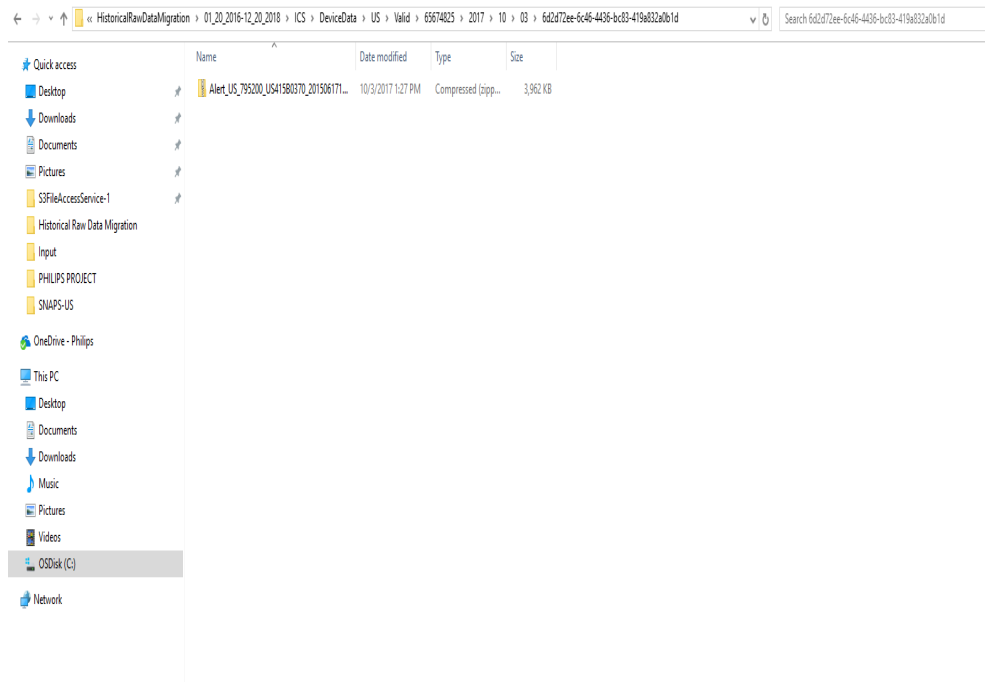 « HistoricalRawDataMigration > 01_20_2016-12_20_2018 > ICS > DeviceData > US > Valid > 65674825 > 2017 > 10 > 03 > 6d2d72ee-6c46-4436-bc83-419a832a0b1d
Search 6d2d72ee-6c46-4436-bc83-419a832a0b1d
Quick access
Desktop
Downloads
Documents
Pictures
S3FileAccessService-1
Historical Raw Data Migration
Input
PHILIPS PROJECT
SNAPS-US
OneDrive - Philips
This PC
Desktop
Documents
Downloads
Music
Pictures
Videos
OSDisk (C:)
Network
Name Date modified Type Size
Alert_US_795200_US415B0370_201506171... 10/3/2017 1:27 PM Compressed (zipp... 3,962 KB